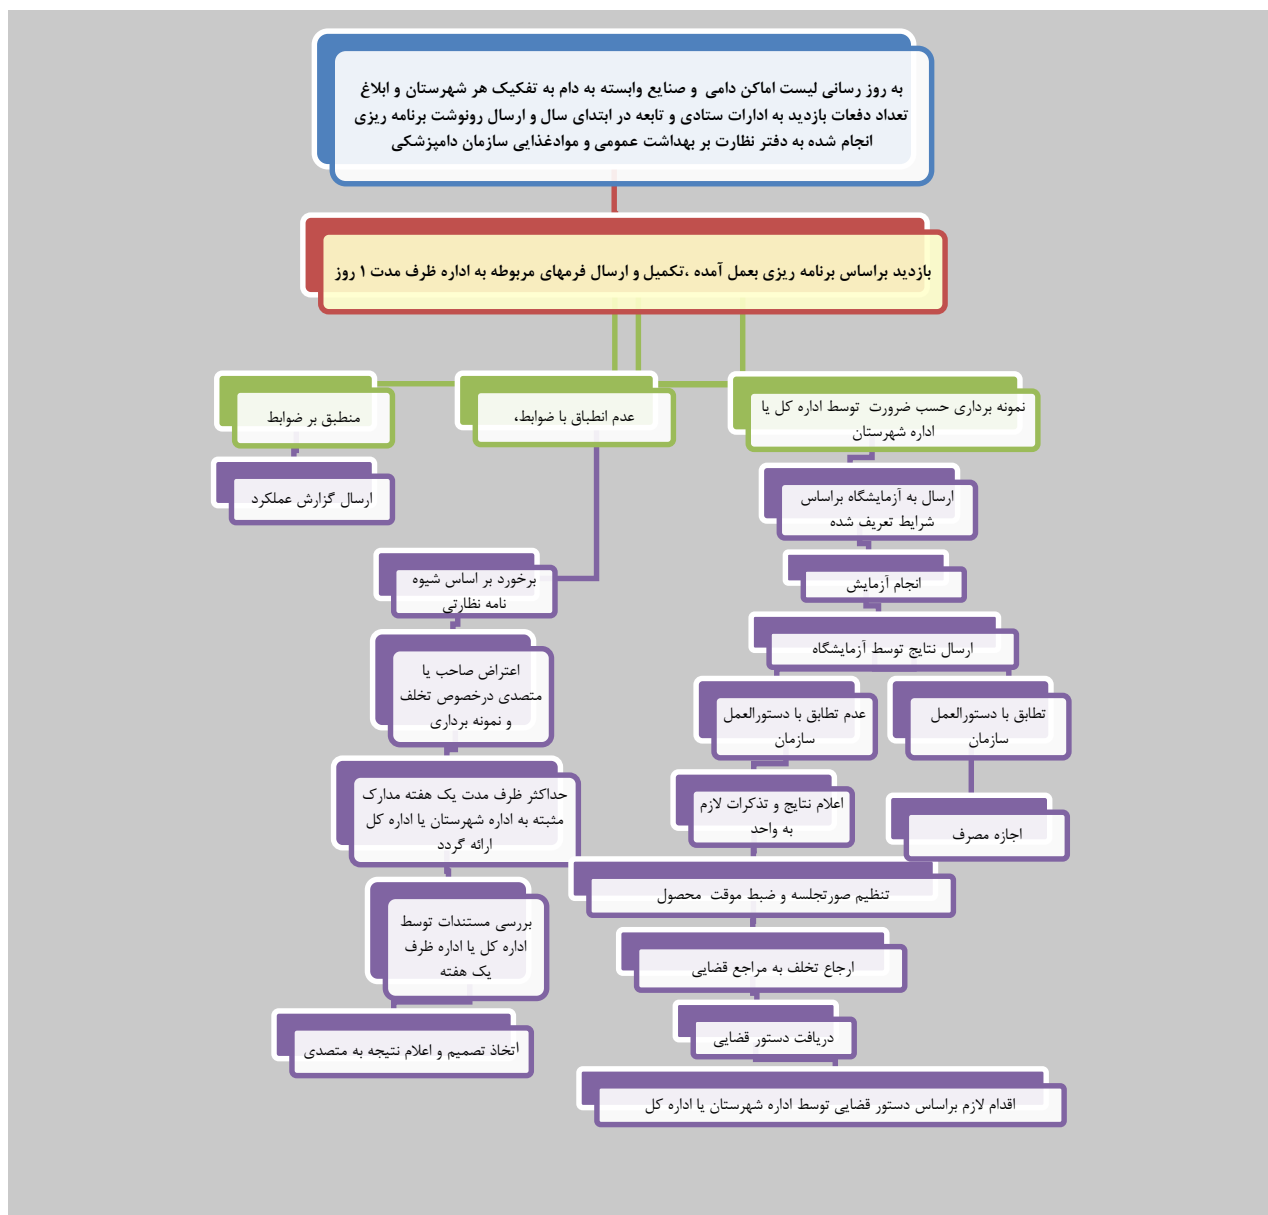 به روز رسانی لیست اماکن دامی و صنایع وابسته به دام به تفکیک هر شهرستان و ابلاغ
تعداد دفعات بازدید به ادارات ستادی و تابعه در ابتدای سال و ارسال رونوشت برنامه ریزی
انجام شده به دفتر نظارت بر بهداشت عمومی و موادغذایی سازمان دامپزشکی
بازدید براساس برنامه ریزی بعمل آمده ،تکمیل و ارسال فرمهای مربوطه به اداره ظرف مدت ۱ روز
نمونه برداری حسب ضرورت توسط اداره کل یا
اداره شهرستان
ارسال به آزمایشگاه براساس
شرایط تعریف شده
انجام آزمایش
ارسال نتایج توسط آزمایشگاه
تطابق با دستورالعمل
سازمان
اجازه مصرف
عدم تطابق با دستورالعمل
سازمان
اعلام نتایج و تذکرات لازم
به واحد
تنظیم صورتجلسه و ضبط موقت محصول
ارجاع تخلف به مراجع قضایی
دریافت دستور قضایی
اقدام لازم براساس دستور قضایی توسط اداره شهرستان یا اداره کل
عدم انطباق با ضوابط،
برخورد بر اساس شیوه
نامه نظارتی
اعتراض صاحب یا
متصدی درخصوص تخلف
و نمونه برداری
حداکثر ظرف مدت یک هفته مدارک
مثبته به اداره شهرستان یا اداره کل
ارائه گردد
بررسی مستندات توسط
اداره کل یا اداره ظرف
یک هفته
اتخاذ تصمیم و اعلام نتیجه به متصدی
منطبق بر ضوابط
ارسال گزارش عملکرد